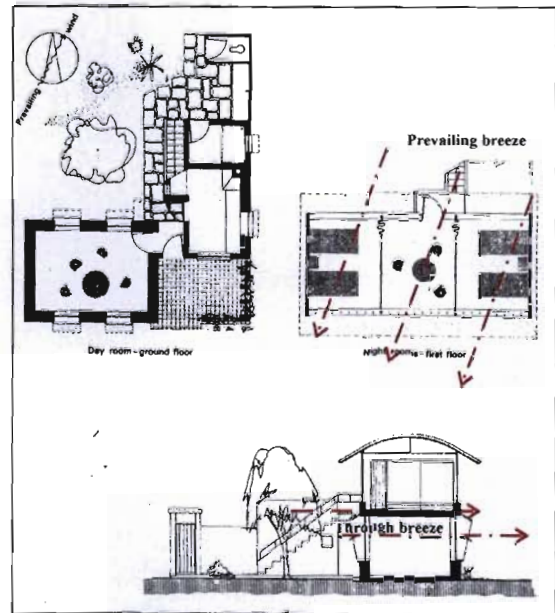 Prevailing wind
Prevailing breeze
Day room - ground floor
Night rooms - first floor
Through breeze